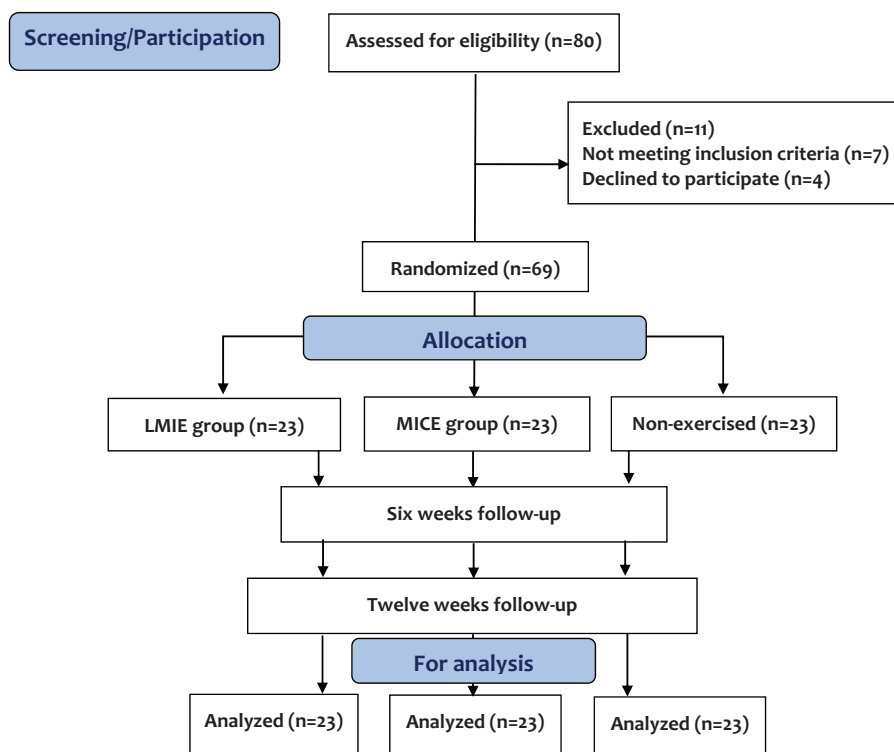 Screening/Participation
Assessed for eligibility (n=80)
Excluded (n=11)
Not meeting inclusion criteria (n=7)
Declined to participate (n=4)
Randomized (n=69)
Allocation
LMIE group (n=23)
MICE group (n=23)
Non-exercised (n=23)
Six weeks follow-up
Twelve weeks follow-up
For analysis
Analyzed (n=23)
Analyzed (n=23)
Analyzed (n=23)